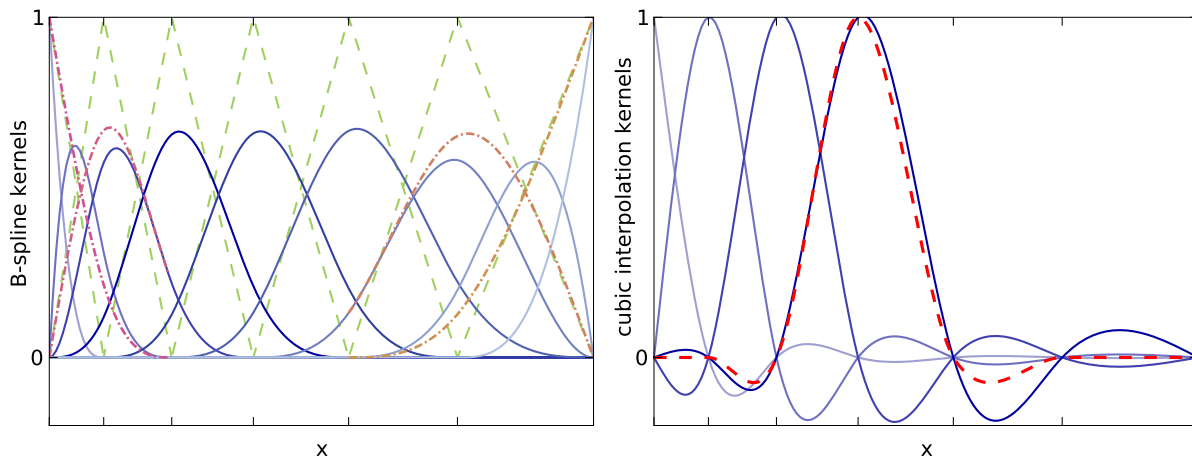 1
0
B-spline kernels
x
1
0
cubic interpolation kernels
x